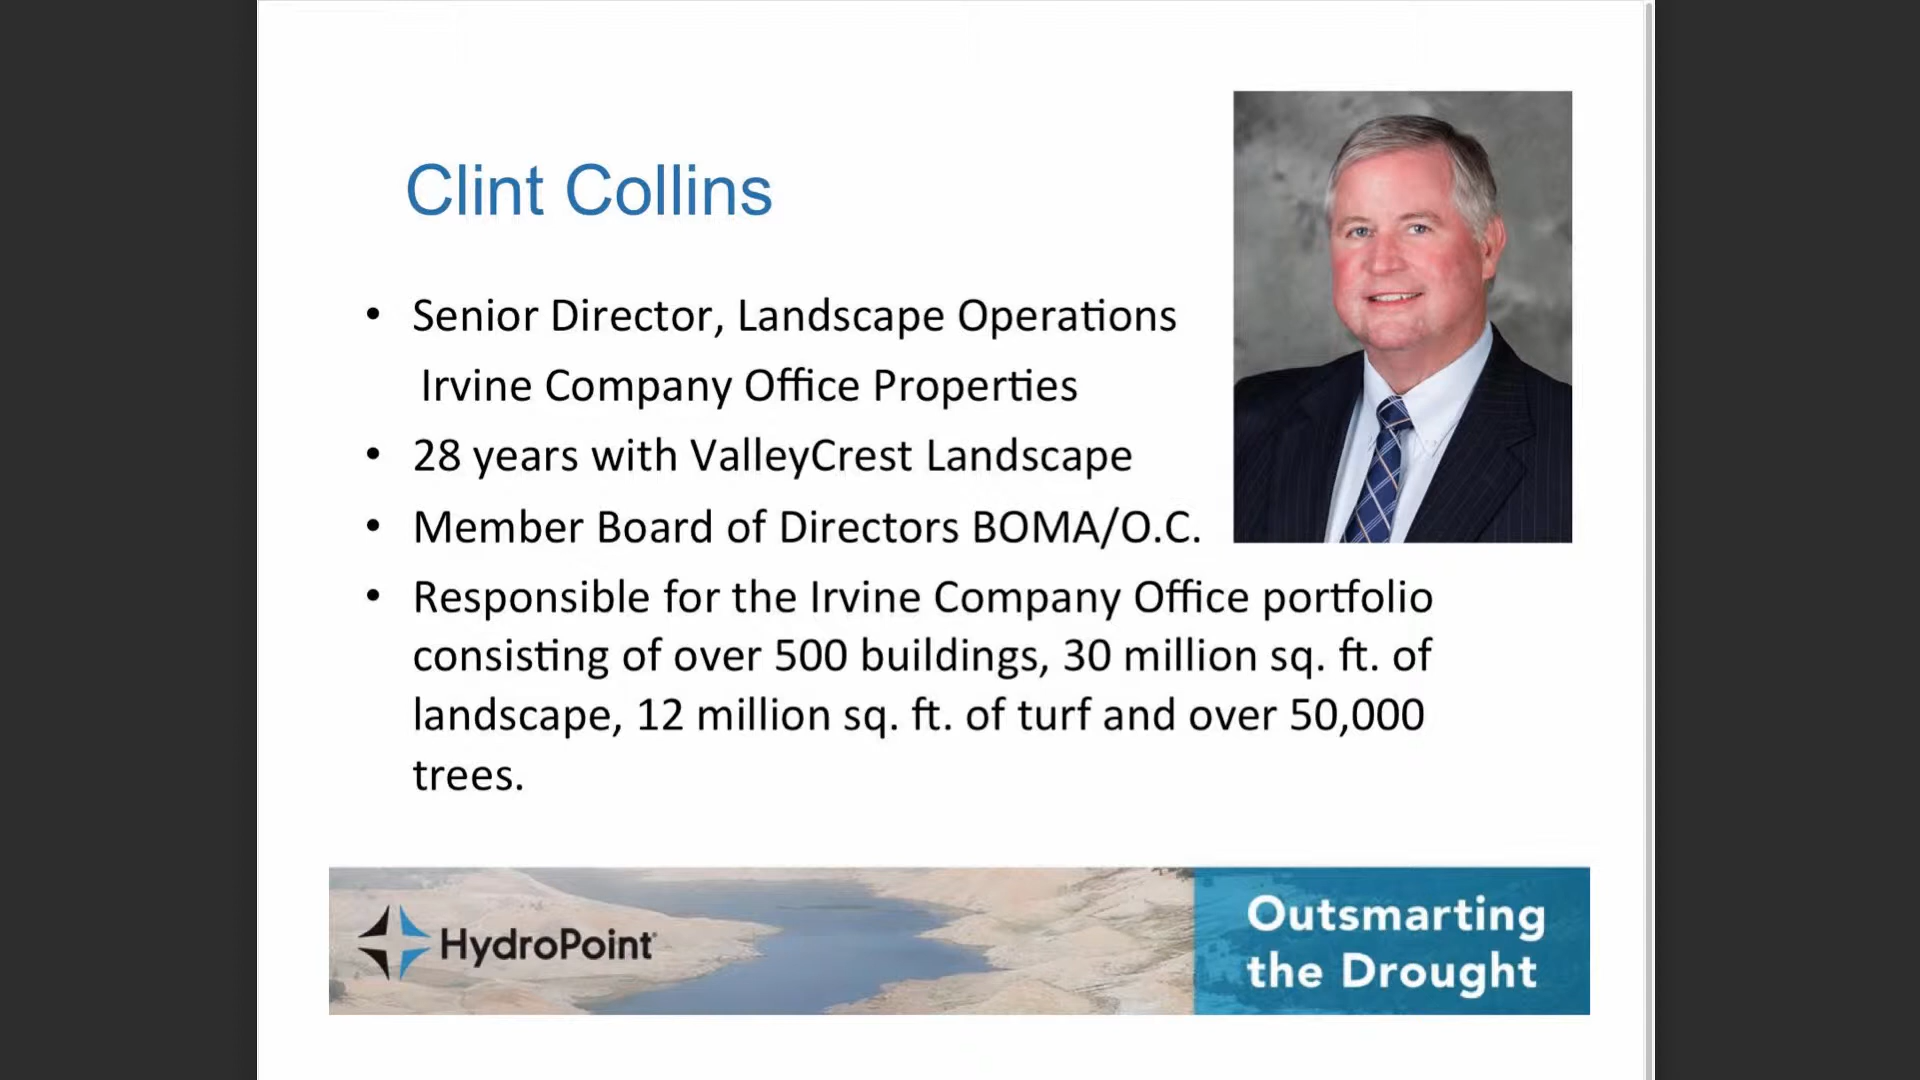 Clint Collins
• Senior Director, Landscape Operations
Irvine Company Office Properties
• 28 years with ValleyCrest Landscape
• Member Board of Directors BOMA/O.C.
• Responsible for the Irvine Company Office portfolio
consisting of over 500 buildings, 30 million sq. ft. of
landscape, 12 million sq. ft. of turf and over 50,000
trees.
HydroPoint
Outsmarting
the Drought